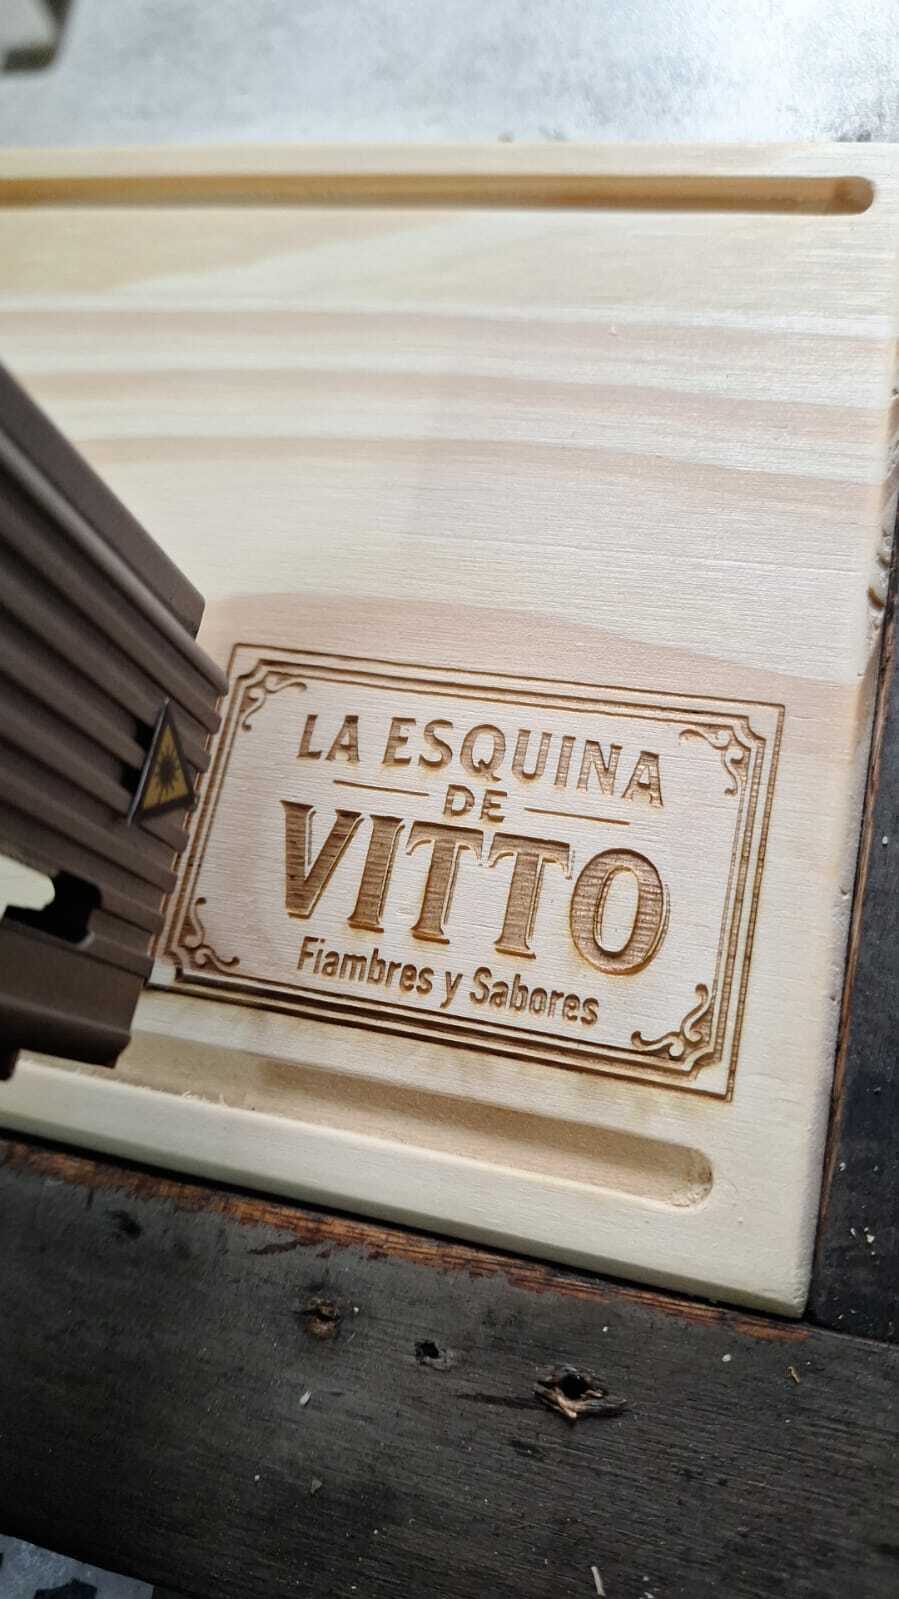 LA ESQUINA
DE
VITTO
Fiambres y Sabores